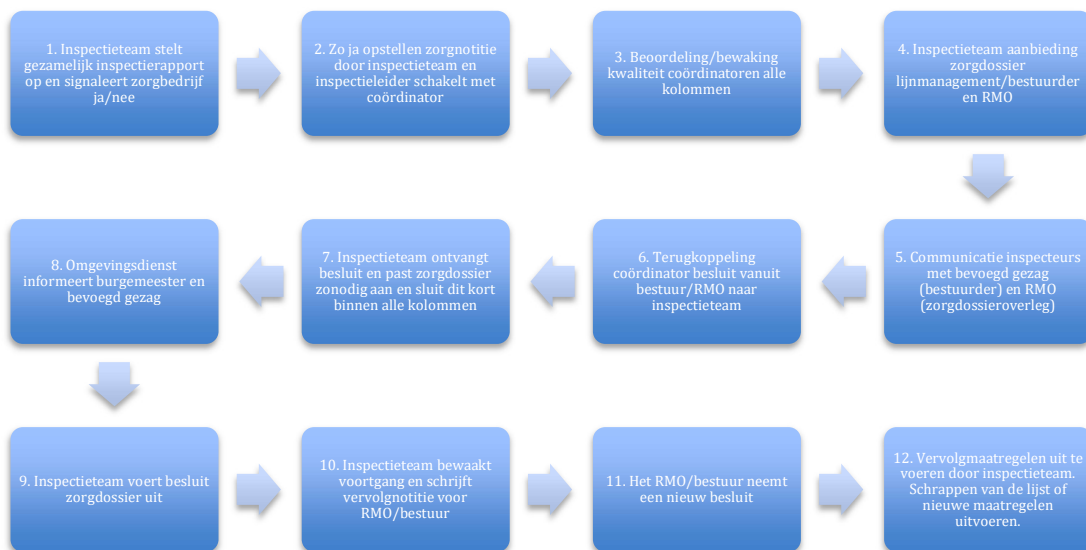 1. Inspectieteam stelt
gezamelijk inspectierapport
op en signaleert zorgbedrijf
ja/nee
2. Zo ja opstellen zorgnotitie
door inspectieteam en
inspectieleider schakelt met
coördinator
3. Beoordeling/bewaking
kwaliteit coördinatoren alle
kolommen
4. Inspectieteam aanbieding
zorgdossier
lijnmanagement/bestuurder
en RMO
5. Communicatie inspecteurs
met bevoegd gezag
(bestuurder) en RMO
(zorgdossieroverleg)
6. Terugkoppeling
coördinator besluit vanuit
bestuur/RMO naar
inspectieteam
7. Inspectieteam ontvangt
besluit en past zorgdossier
zonodig aan en sluit dit kort
binnen alle kolommen
8. Omgevingsdienst
informeert burgemeester en
bevoegd gezag
9. Inspectieteam voert besluit
zorgdossier uit
10. Inspectieteam bewaakt
voortgang en schrijft
vervolgnotitie voor
RMO/bestuur
11. Het RMO/bestuur neemt
een nieuw besluit
12. Vervolgmaatregelen uit te
voeren door inspectieteam.
Schrappen van de lijst of
nieuwe maatregelen
uitvoeren.